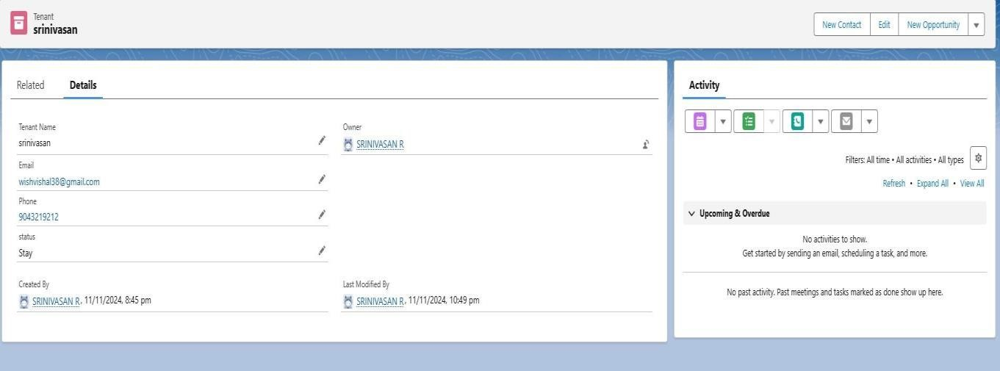 Tenant
srinivasan
New Contact
Edit
New Opportunity
Related
Details
Tenant Name
srinivasan
Owner
SRINIVASAN R
Email
wishvishal38@gmail.com
Phone
9043219212
status
Stay
Created By
SRINIVASAN R, 11/11/2024, 8:45 pm
Last Modified By
SRINIVASAN R, 11/11/2024, 10:49 pm
Activity
Filters: All time • All activities • All types
Refresh • Expand All • View All
Upcoming & Overdue
No activities to show.
Get started by sending an email, scheduling a task, and more.
No past activity. Past meetings and tasks marked as done show up here.